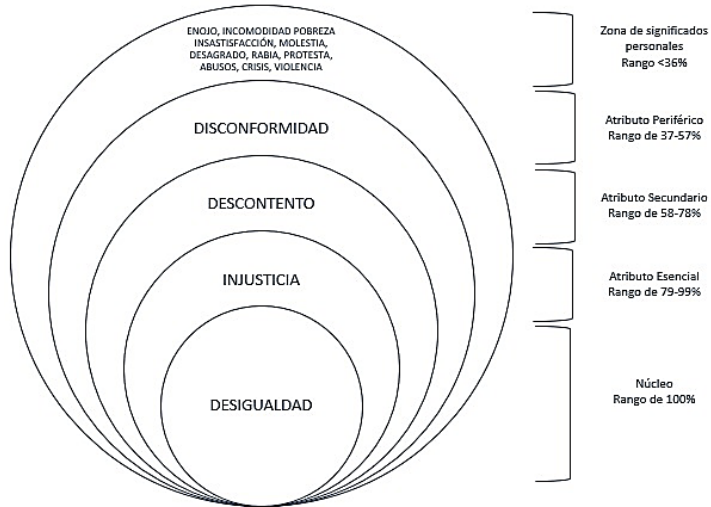 ENOJO, INCOMODIDAD POBREZA
INSASTISFACCIÓN, MOLESTIA,
DESAGRADO, RABIA, PROTESTA,
ABUSOS, CRISIS, VIOLENCIA
Zona de significados
personales
Rango <36%
DISCONFORMIDAD
Atributo Periférico
Rango de 37-57%
DESCONTENTO
Atributo Secundario
Rango de 58-78%
INJUSTICIA
Atributo Esencial
Rango de 79-99%
DESIGUALDAD
Núcleo
Rango de 100%